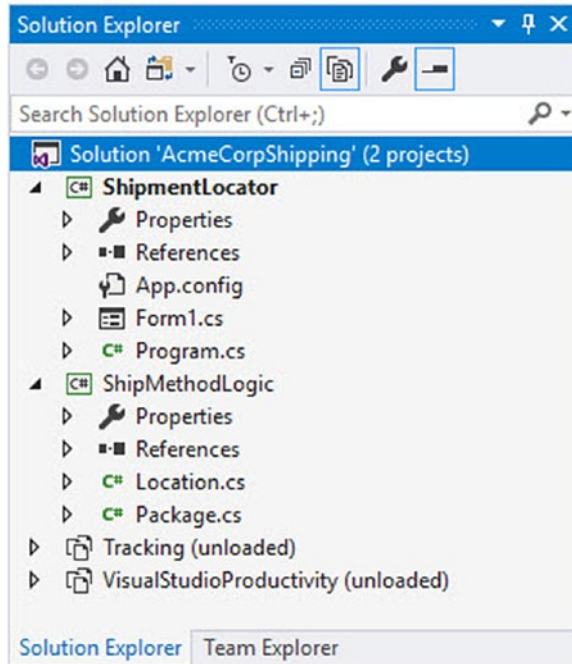 Solution Explorer
Search Solution Explorer (Ctrl+;)
Solution 'AcmeCorpShipping' (2 projects)
C# ShipmentLocator
Properties
References
App.config
Form1.cs
C# Program.cs
C# ShipMethodLogic
Properties
References
C# Location.cs
C# Package.cs
Tracking (unloaded)
VisualStudioProductivity (unloaded)
Solution Explorer Team Explorer